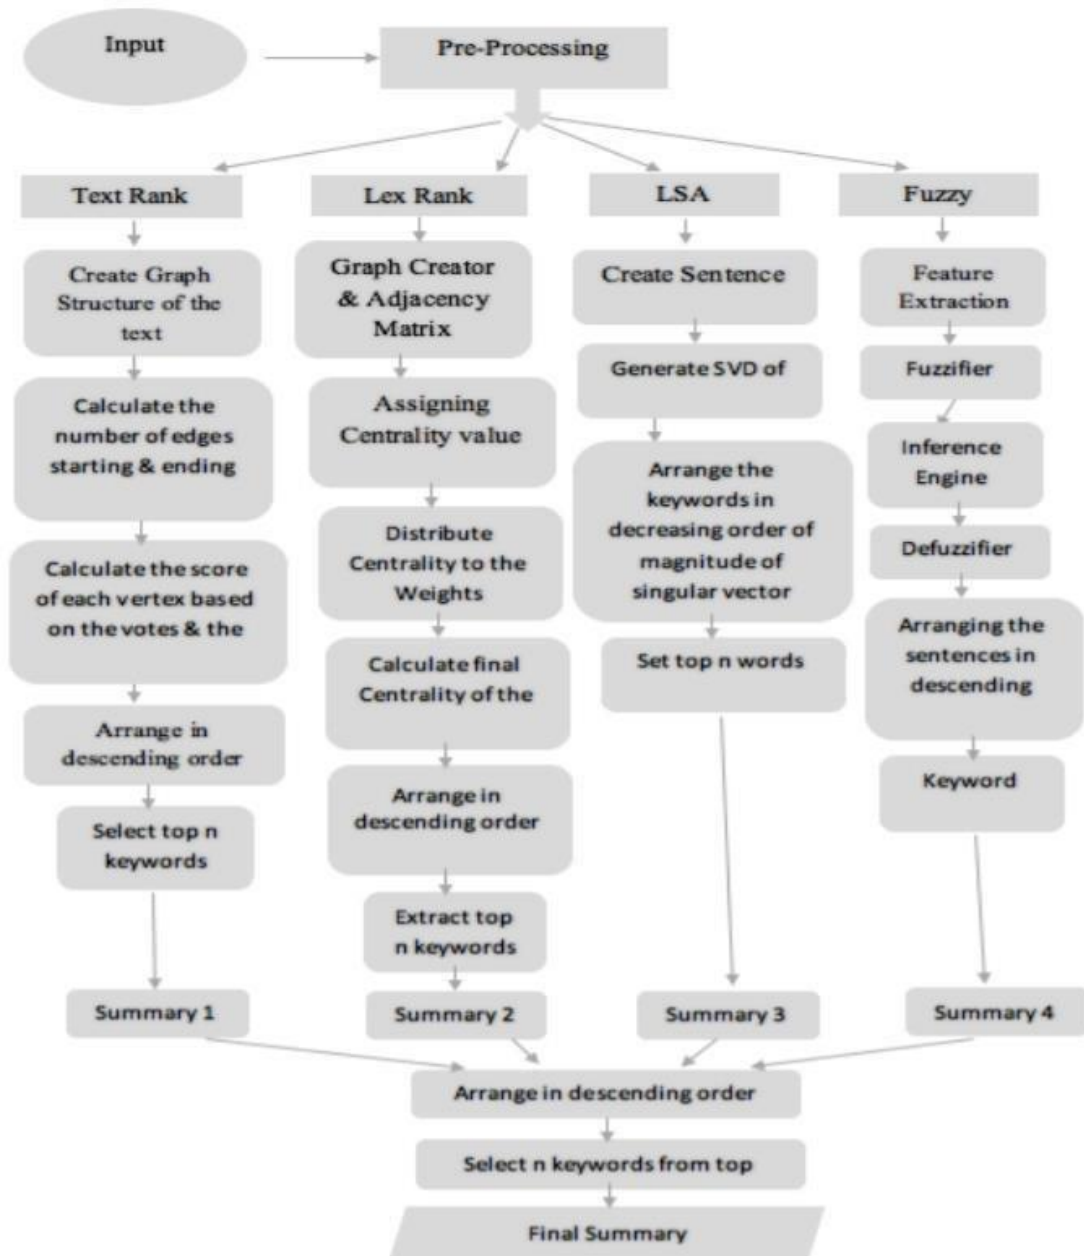 Input
Pre-Processing
Text Rank
Create Graph
Structure of the
text
Calculate the
number of edges
starting & ending
Calculate the score
of each vertex based
on the votes & the
Arrange in
descending order
Select top n
keywords
Summary 1
Lex Rank
Graph Creator
& Adjacency
Matrix
Assigning
Centrality value
Distribute
Centrality to the
Weights
Calculate final
Centrality of the
Arrange in
descending order
Extract top
n keywords
Summary 2
LSA
Create Sentence
Generate SVD of
Arrange the
keywords in
decreasing order of
magnitude of
singular vector
Set top n words
Summary 3
Fuzzy
Feature
Extraction
Fuzzifier
Inference
Engine
Defuzzifier
Arranging the
sentences in
descending
Keyword
Summary 4
Arrange in descending order
Select n keywords from top
Final Summary